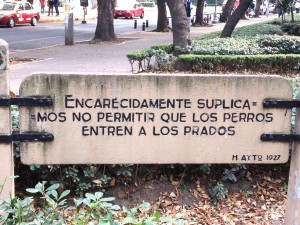 ENCARECIDAMENTE SUPLICA=
=MOS NO PERMITIR QUE LOS PERROS
ENTREN A LOS PRADOS
H. AYTO 1927